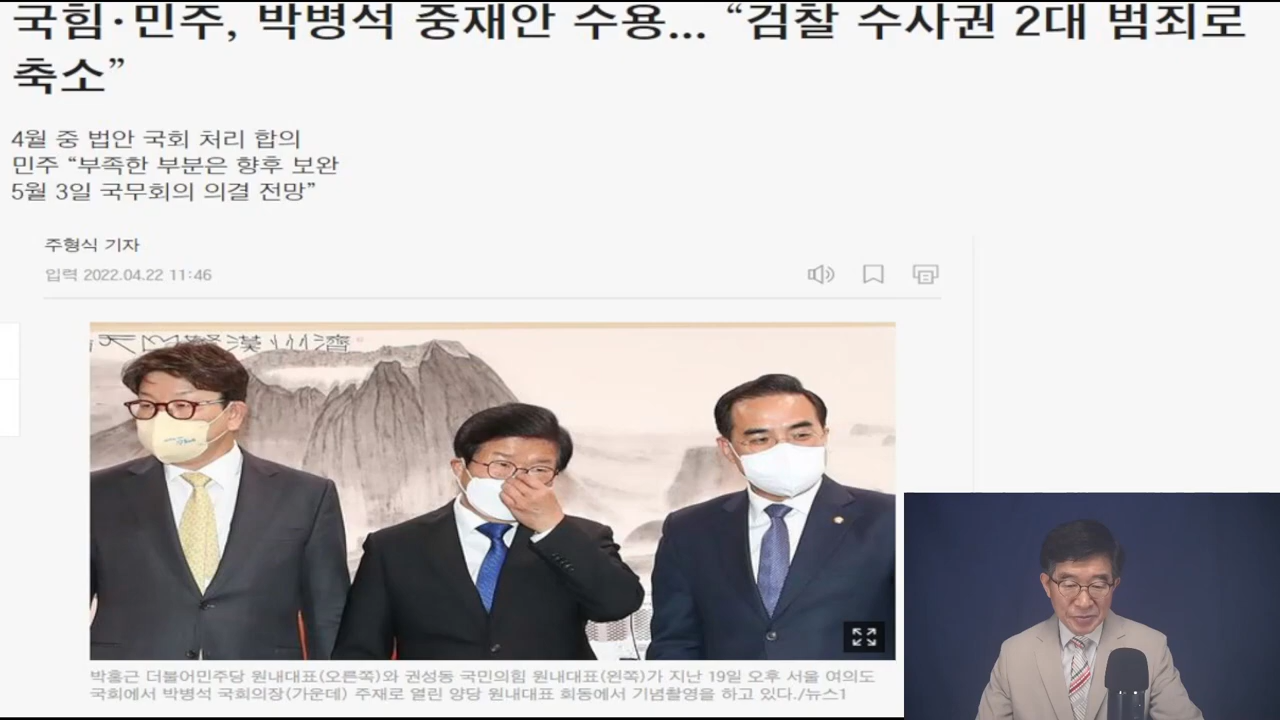 국힘·민주, 박병석 중재안 수용... “검찰 수사권 2대 범죄로
축소”
4월 중 법안 국회 처리 합의
민주 “부족한 부분은 향후 보완
5월 3일 국무회의 의결 전망”
주형식 기자
입력 2022.04.22 11:46
박홍근 더불어민주당 원내대표(오른쪽)와 권성동 국민의힘 원내대표(왼쪽)가 지난 19일 오후 서울 여의도
국회에서 박병석 국회의장(가운데) 주재로 열린 양당 원내대표 회동에서 기념촬영을 하고 있다./뉴스1